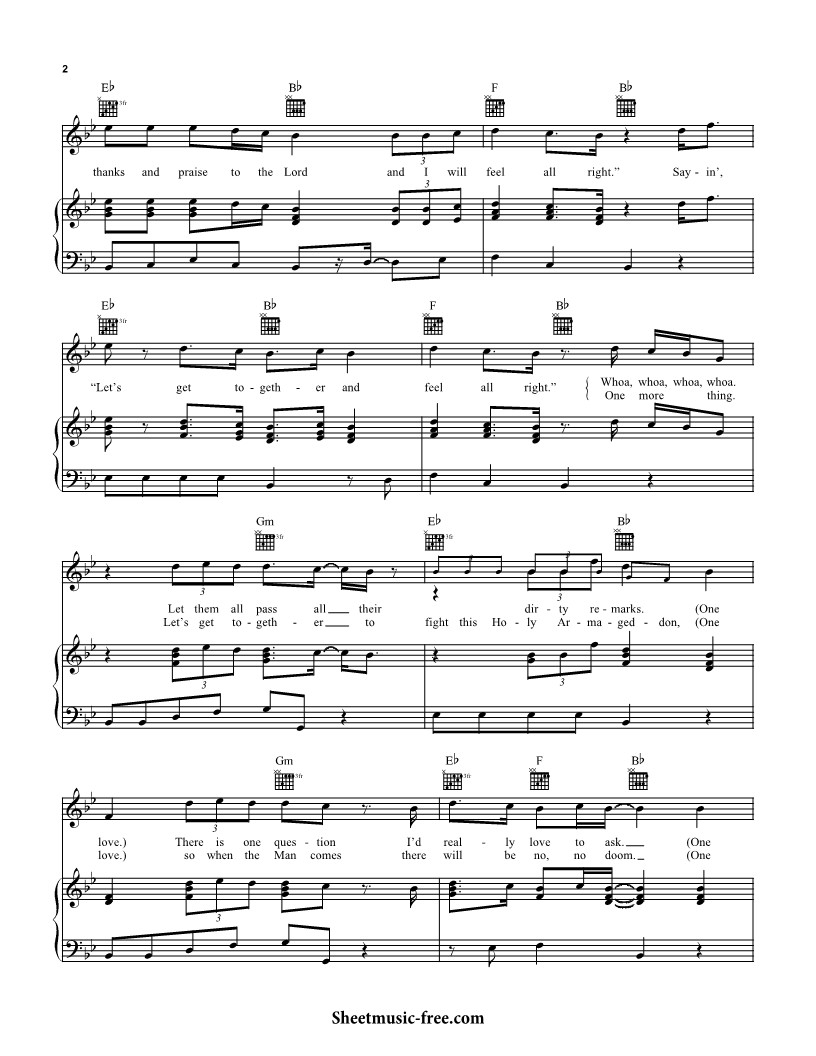 2
E♭ B♭ F B♭
3fr
3
thanks and praise to the Lord and I will feel all right.” Say - in’,
3
E♭ B♭ F B♭
3fr
“Let’s get to - geth - er and feel all right.” { Whoa, whoa, whoa, whoa.
One more thing.
Gm E♭ B♭
3fr 3fr
3 3 3
3
Let them all pass all their dir - ty re - marks. (One
Let’s get to - geth - er to fight this Ho - ly Ar - ma - ged - don, (One
3 3
Gm E♭ F B♭
3fr 3fr
3
love.) There is one ques - tion I’d real - ly love to ask. (One
love.) so when the Man comes there will be no, no doom. (One
3
Sheetmusic-free.com